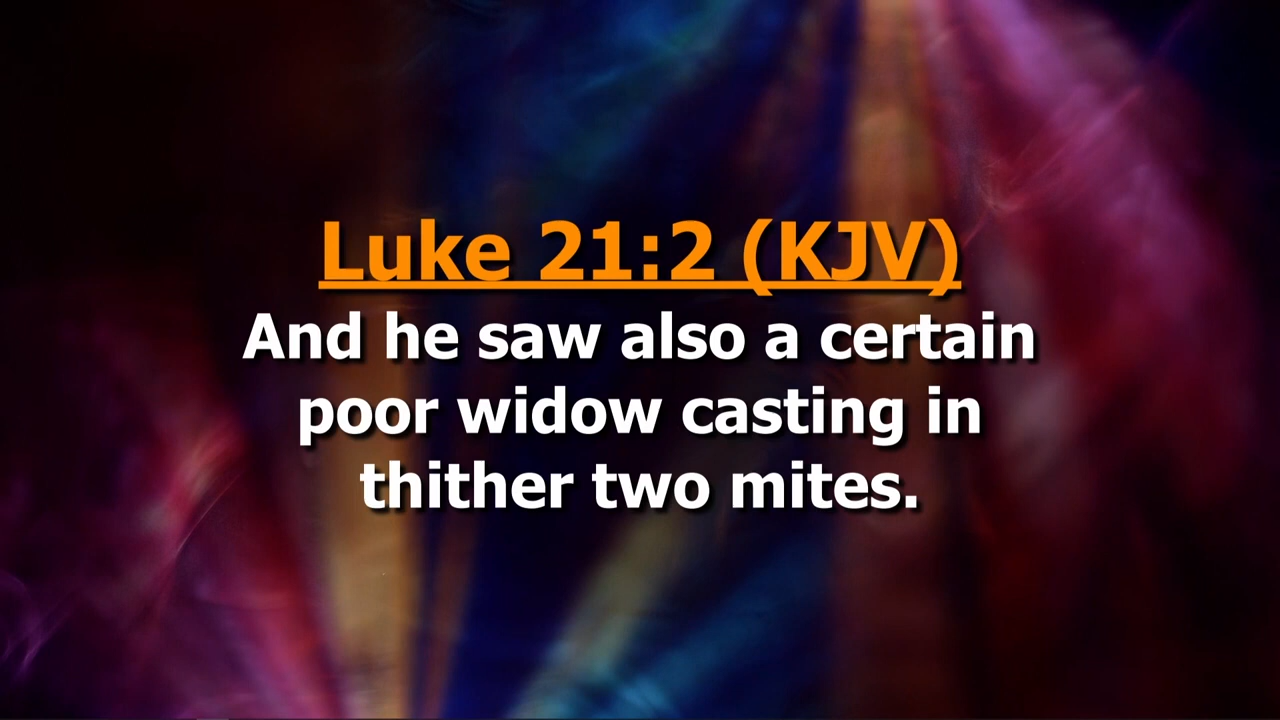 Luke 21:2 (KJV)
And he saw also a certain
poor widow casting in
thither two mites.